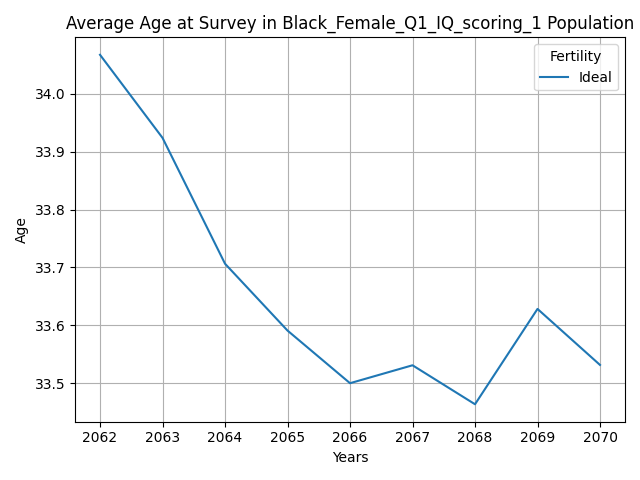 Average Age at Survey in Black_Female_Q1_IQ_scoring_1 Population
Fertility
Ideal
34.0
33.9
33.8
33.7
33.6
33.5
Age
2062 2063 2064 2065 2066 2067 2068 2069 2070
Years